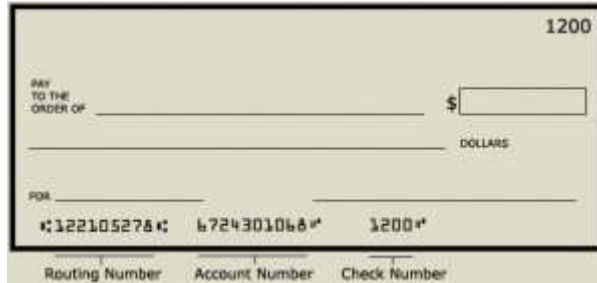 1200
PAY
TO THE
ORDER OF
$
DOLLARS
FOR
⑆122105278⑆ 6724301068⑈ 1200⑈
Routing Number Account Number Check Number